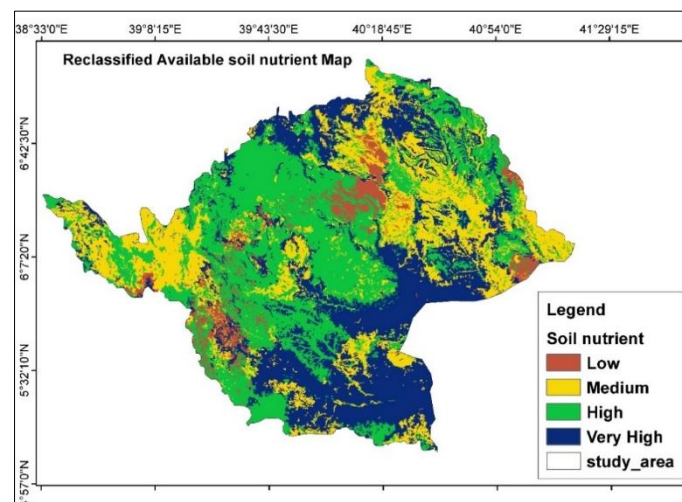 38°33'0"E 39°8'15"E 39°43'30"E 40°18'45"E 40°54'0"E 41°29'15"E
Reclassified Available soil nutrient Map
6°42'30"N
6°7'20"N
5°32'10"N
°57'0"N
Legend
Soil nutrient
Low
Medium
High
Very High
study_area